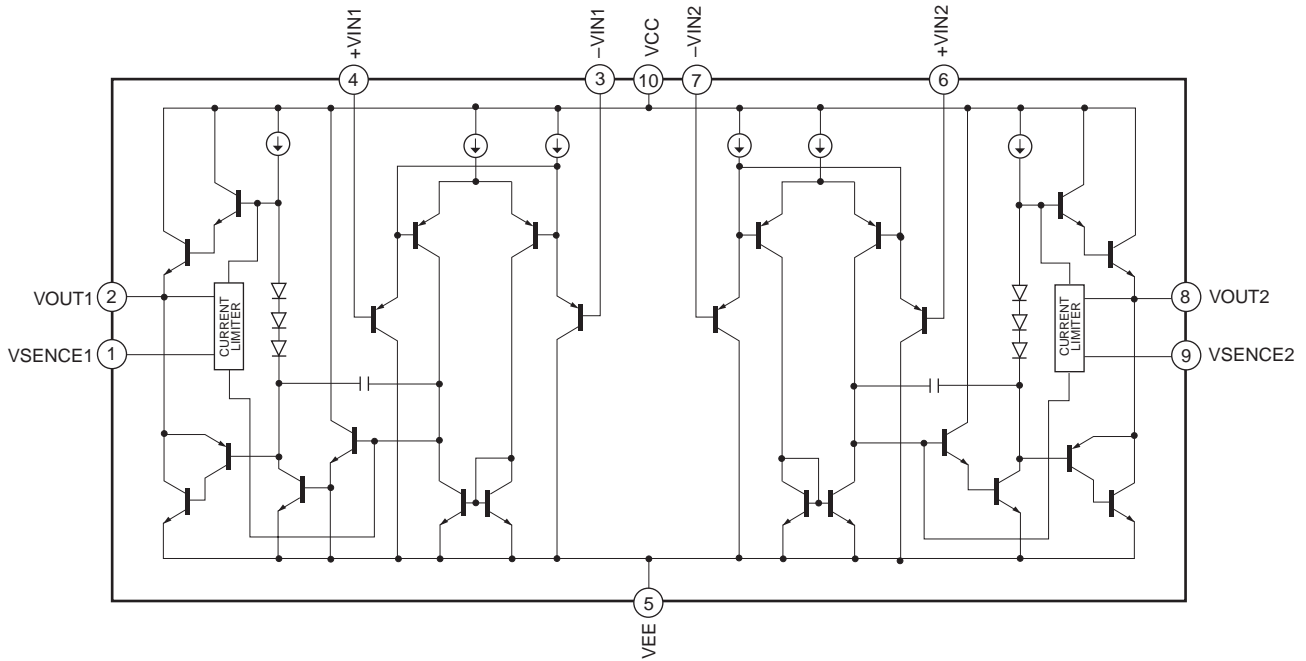 +VIN1
–VIN1
VCC
–VIN2
+VIN2
4
3
10
7
6
VOUT1
2
CURRENT
LIMITER
VSENCE1
1
CURRENT
LIMITER
8
VOUT2
9
VSENCE2
5
VEE